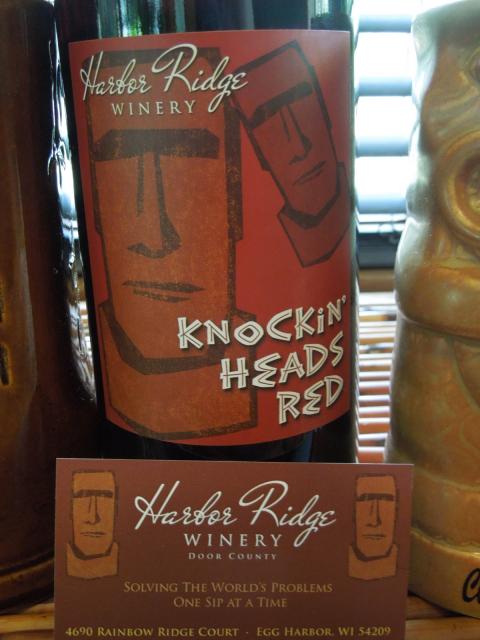 Harbor Ridge
WINERY
KNOCKIN'
HEADS
RED
Harbor Ridge
WINERY
DOOR COUNTY
SOLVING THE WORLD'S PROBLEMS
ONE SIP AT A TIME
4690 RAINBOW RIDGE COURT · EGG HARBOR, WI 54209